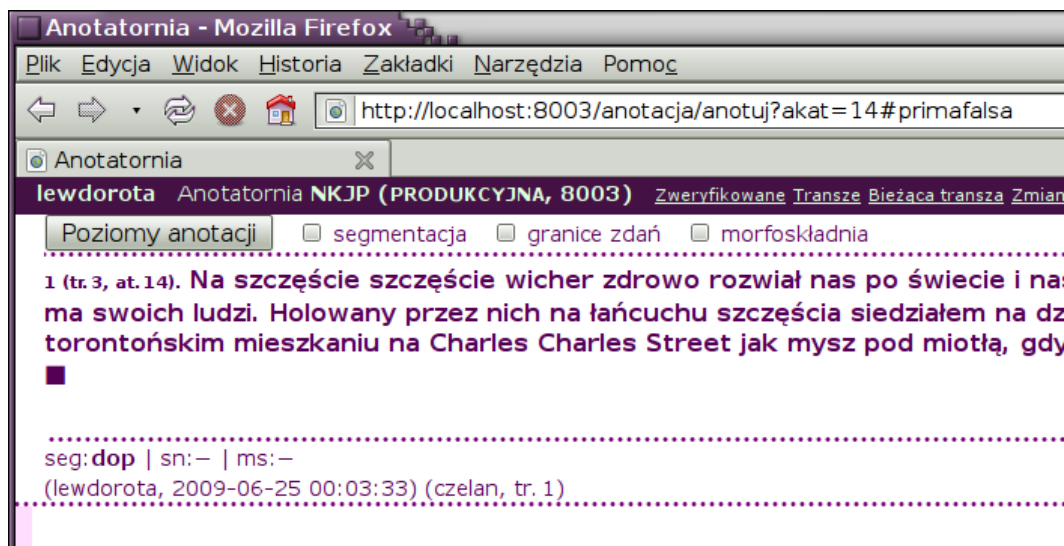 Anotatornia - Mozilla Firefox
Plik Edycja Widok Historia Zakładki Narzędzia Pomoc
http://localhost:8003/anotacja/anotuj?akat=14#primafalsa
Anotatornia
lewdorota Anotatornia NKJP (PRODUKCYJNA, 8003) Zweryfikowane Transze Bieżąca transza Zmian
Poziomy anotacji segmentacja granice zdań morfoskładnia
1 (tr. 3, at. 14). Na szczęście szczęście wicher zdrowo rozwiał nas po świecie i nas
ma swoich ludzi. Holowany przez nich na łańcuchu szczęścia siedziałem na dz
torontońskim mieszkaniu na Charles Charles Street jak mysz pod miotłą, gdy
seg:dop | sn:— | ms:—
(lewdorota, 2009-06-25 00:03:33) (czelan, tr. 1)